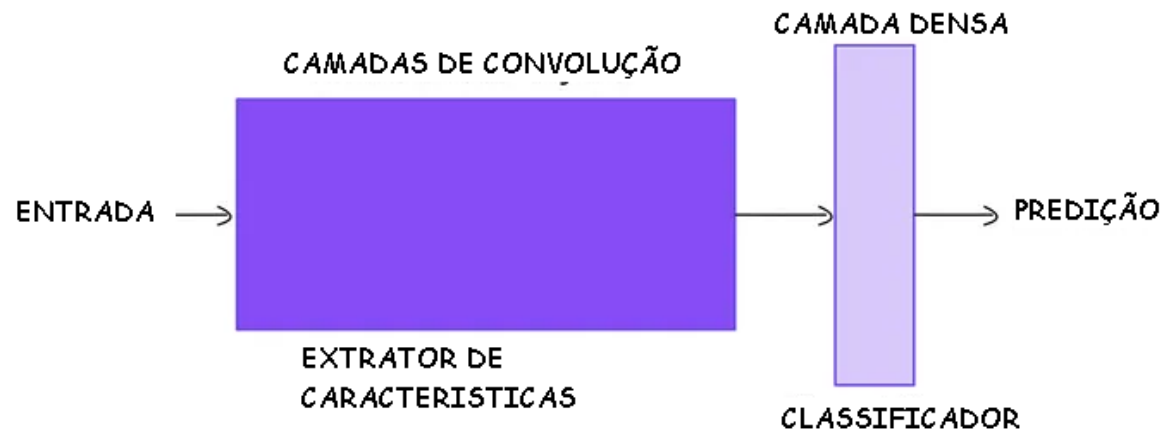 CAMADA DENSA
CAMADAS DE CONVOLUÇÃO
ENTRADA
PREDIÇÃO
EXTRATOR DE
CARACTERISTICAS
CLASSIFICADOR